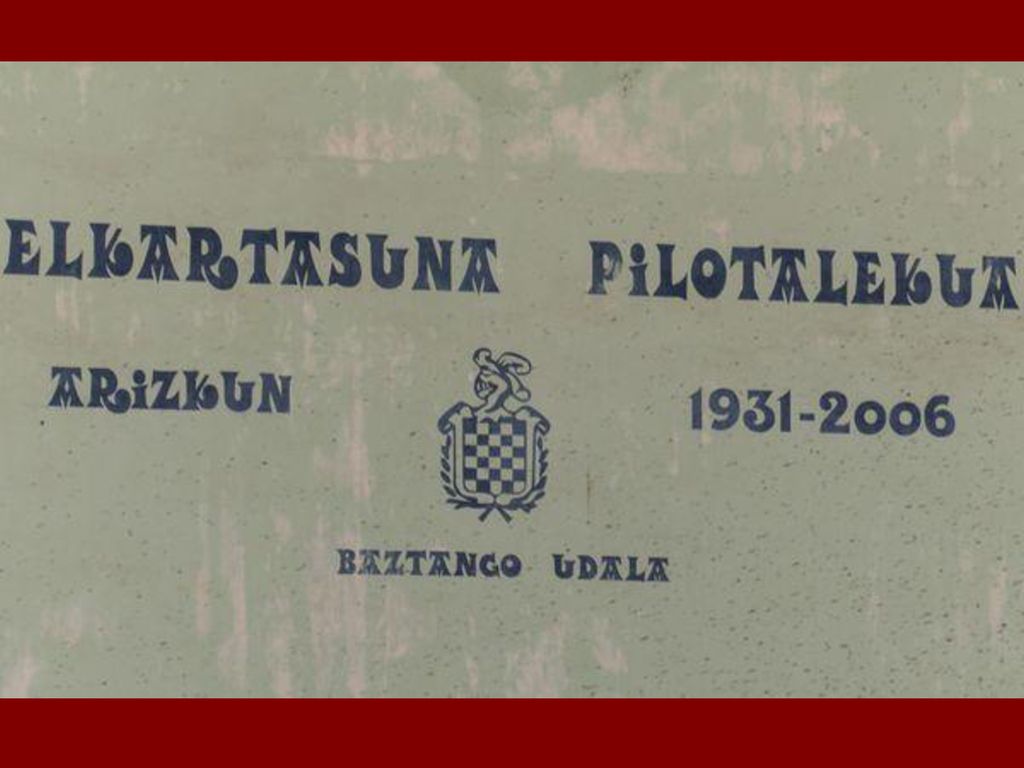 ELKARTASUNA PiLOTALEKUA
ARiZKUN 1931-2006
BAZTANGO UDALA